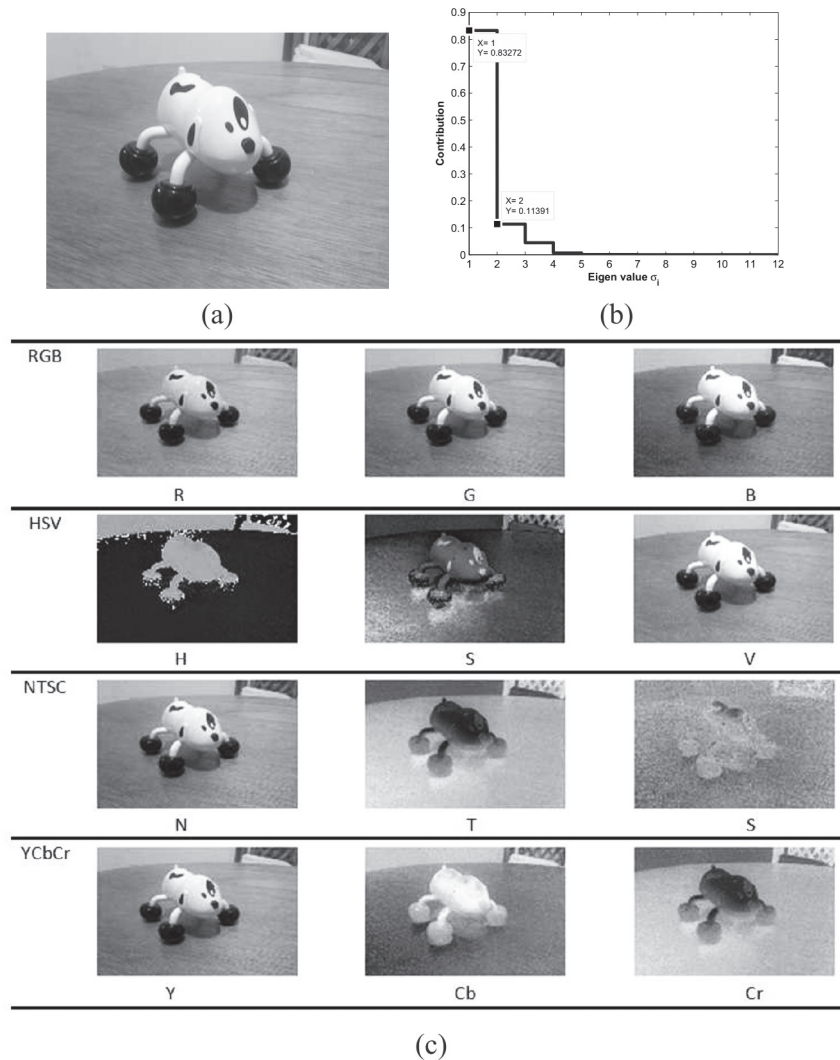 (a)
0.9
0.8
0.7
0.6
0.5
0.4
0.3
0.2
0.1
0
Contribution
X= 1
Y= 0.83272
X= 2
Y= 0.11391
1 2 3 4 5 6 7 8 9 10 11 12
Eigen value σi
(b)
RGB
R G B
HSV
H S V
NTSC
N T S
YCbCr
Y Cb Cr
(c)